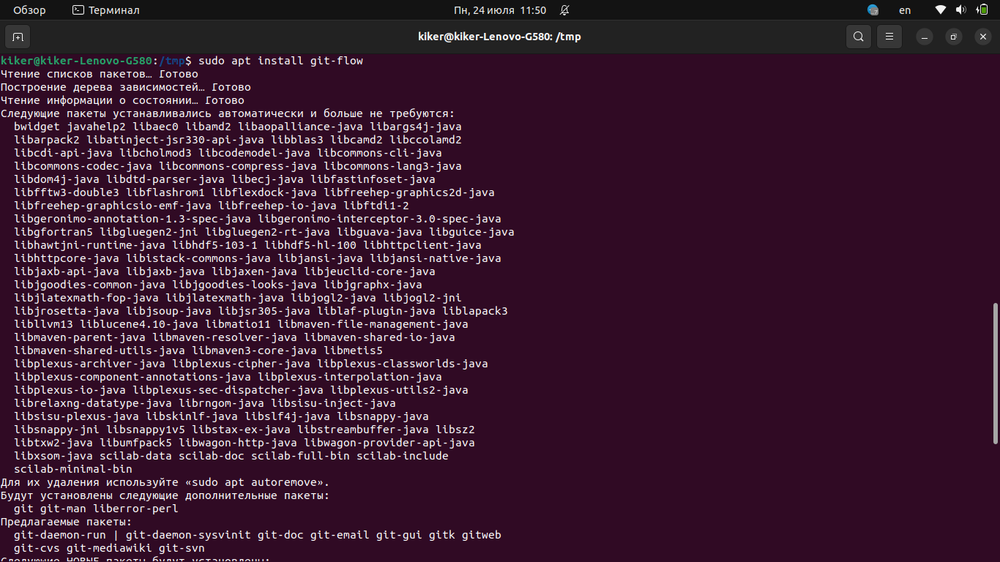 Обзор Терминал Пн, 24 июля 11:50 en
kiker@kiker-Lenovo-G580: /tmp
kiker@kiker-Lenovo-G580:/tmp$ sudo apt install git-flow
Чтение списков пакетов… Готово
Построение дерева зависимостей… Готово
Чтение информации о состоянии… Готово
Следующие пакеты устанавливались автоматически и больше не требуются:
bwidget javahelp2 libaec0 libamd2 libaopalliance-java libargs4j-java
libarpack2 libatinject-jsr330-api-java libblas3 libcamd2 libccolamd2
libcdi-api-java libcholmod3 libcodemodel-java libcommons-cli-java
libcommons-codec-java libcommons-compress-java libcommons-lang3-java
libdom4j-java libdtd-parser-java libecj-java libfastinfoset-java
libfftw3-double3 libflashrom1 libflexdock-java libfreehep-graphics2d-java
libfreehep-graphicsio-emf-java libfreehep-io-java libftdi1-2
libgeronimo-annotation-1.3-spec-java libgeronimo-interceptor-3.0-spec-java
libgfortran5 libgluegen2-jni libgluegen2-rt-java libguava-java libguice-java
libhawtjni-runtime-java libhdf5-103-1 libhdf5-hl-100 libhttpclient-java
libhttpcore-java libistack-commons-java libjansi-java libjansi-native-java
libjaxb-api-java libjaxb-java libjaxen-java libjeuclid-core-java
libjgoodies-common-java libjgoodies-looks-java libjgraphx-java
libjlatexmath-fop-java libjlatexmath-java libjogl2-java libjogl2-jni
libjrosetta-java libjsoup-java libjsr305-java liblaf-plugin-java liblapack3
libllvm13 liblucene4.10-java libmatio11 libmaven-file-management-java
libmaven-parent-java libmaven-resolver-java libmaven-shared-io-java
libmaven-shared-utils-java libmaven3-core-java libmetis5
libplexus-archiver-java libplexus-cipher-java libplexus-classworlds-java
libplexus-component-annotations-java libplexus-interpolation-java
libplexus-io-java libplexus-sec-dispatcher-java libplexus-utils2-java
librelaxng-datatype-java librngom-java libsisu-inject-java
libsisu-plexus-java libskinlf-java libslf4j-java libsnappy-java
libsnappy-jni libsnappy1v5 libstax-ex-java libstreambuffer-java libsz2
libtxw2-java libumfpack5 libwagon-http-java libwagon-provider-api-java
libxsom-java scilab-data scilab-doc scilab-full-bin scilab-include
scilab-minimal-bin
Для их удаления используйте «sudo apt autoremove».
Будут установлены следующие дополнительные пакеты:
git git-man liberror-perl
Предлагаемые пакеты:
git-daemon-run | git-daemon-sysvinit git-doc git-email git-gui gitk gitweb
git-cvs git-mediawiki git-svn
Следующие НОВЫЕ пакеты будут установлены: